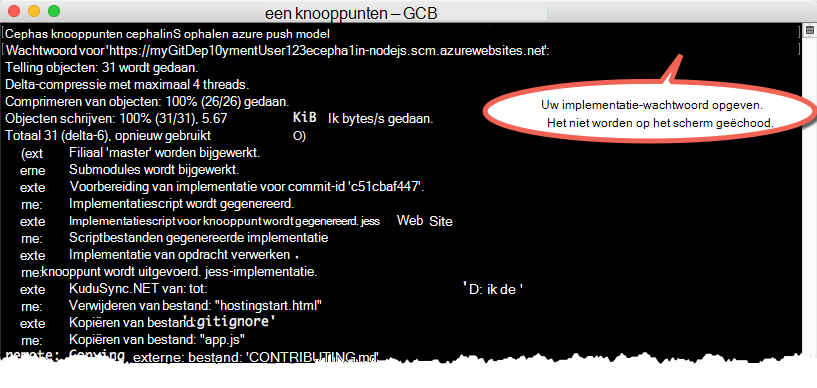 een knooppunten – GCB
Cephas knooppunten cephalinS ophalen azure push model
Wachtwoord voor 'https://myGitDep10ymentUser123ecepha1in-nodejs.scm.azurewebsites.net':
Telling objecten: 31 wordt gedaan.
Delta-compressie met maximaal 4 threads.
Comprimeren van objecten: 100% (26/26) gedaan.
Objecten schrijven: 100% (31/31), 5.67 KiB Ik bytes/s gedaan.
Totaal 31 (delta-6), opnieuw gebruikt O)
Uw implementatie-wachtwoord opgeven.
Het niet worden op het scherm geëchood.
(ext Filiaal 'master' worden bijgewerkt.
erne Submodules wordt bijgewerkt.
exte Voorbereiding van implementatie voor commit-id 'c51cbaf447'.
rne: Implementatiescript wordt gegenereerd.
exte Implementatiescript voor knooppunt wordt gegenereerd. jess Web Site
rne: Scriptbestanden gegenereerde implementatie
exte Implementatie van opdracht verwerken .
rne: knooppunt wordt uitgevoerd. jess-implementatie.
exte KuduSync.NET van: tot: 'D: ik de '
rne: Verwijderen van bestand: "hostingstart.html"
exte Kopiëren van bestand: '.gitignore'
rne: Kopiëren van bestand: "app.js"
remote: Copying externe: bestand: 'CONTRIBUTING.md'